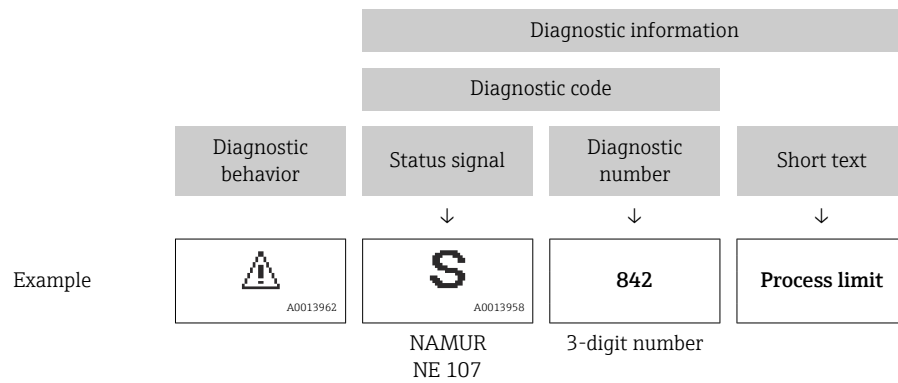 Diagnostic information
Diagnostic code
Diagnostic
behavior
Status signal
Diagnostic
number
Short text
↓ ↓ ↓
Example
A0013962
S
A0013958
842
Process limit
NAMUR
NE 107
3-digit number